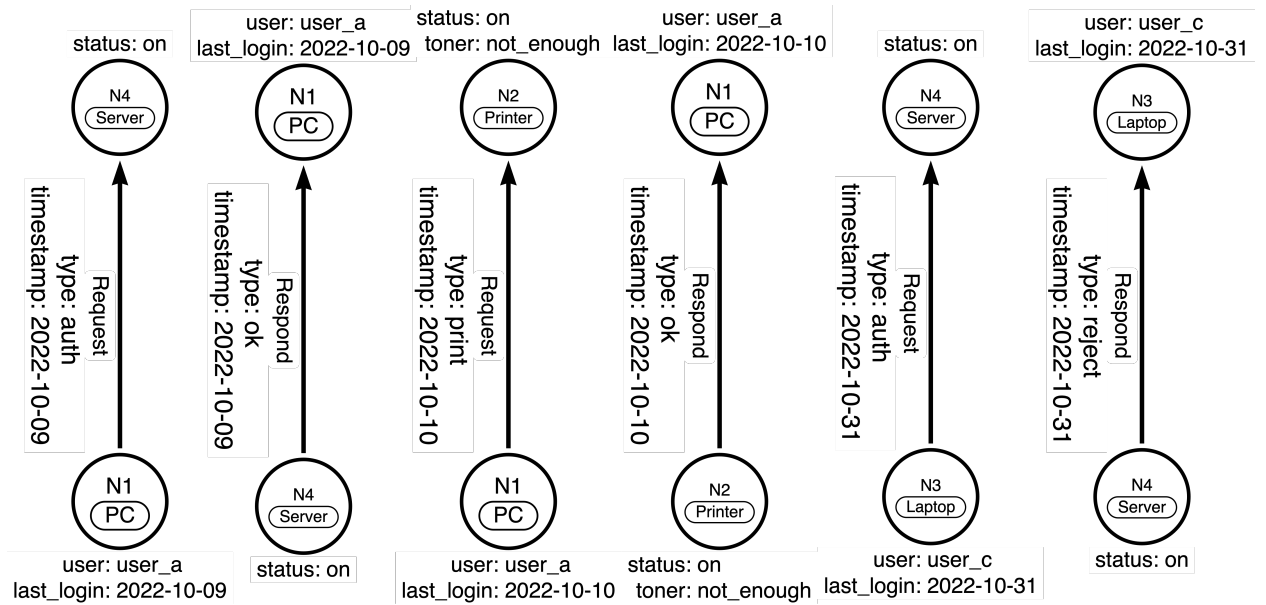 status: on
N4
Server
Request
type: auth
timestamp: 2022-10-09
N1
PC
user: user_a
last_login: 2022-10-09
user: user_a
last_login: 2022-10-09
N1
PC
Respond
type: ok
timestamp: 2022-10-09
N4
Server
status: on
status: on
toner: not_enough
N2
Printer
Request
type: print
timestamp: 2022-10-10
N1
PC
user: user_a
last_login: 2022-10-10
user: user_a
last_login: 2022-10-10
N1
PC
Respond
type: ok
timestamp: 2022-10-10
N2
Printer
status: on
toner: not_enough
status: on
N4
Server
Request
type: auth
timestamp: 2022-10-31
N3
Laptop
user: user_c
last_login: 2022-10-31
user: user_c
last_login: 2022-10-31
N3
Laptop
Respond
type: reject
timestamp: 2022-10-31
N4
Server
status: on